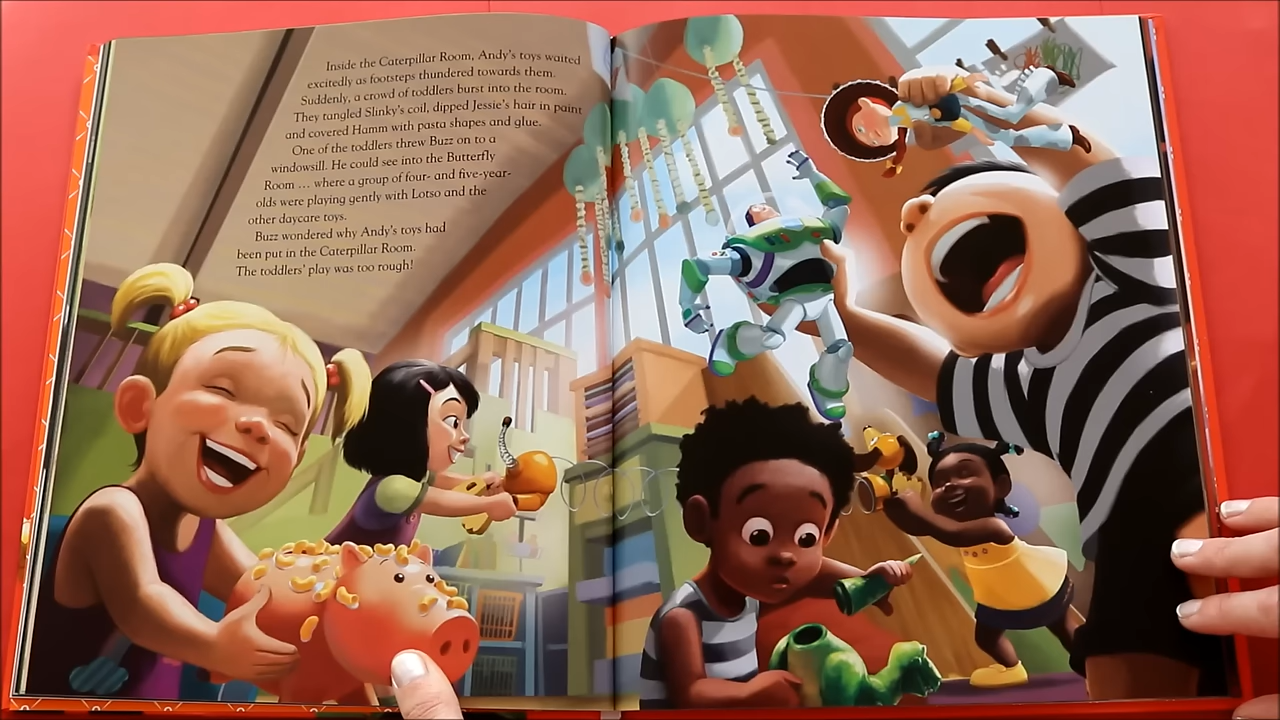 Inside the Caterpillar Room, Andy's toys waited
excitedly as footsteps thundered towards them.
Suddenly, a crowd of toddlers burst into the room.
They tangled Slinky's coil, dipped Jessie's hair in paint
and covered Hamm with pasta shapes and glue.
One of the toddlers threw Buzz on to a
windowsill. He could see into the Butterfly
Room ... where a group of four- and five-year-
olds were playing gently with Lotso and the
other daycare toys.
Buzz wondered why Andy's toys had
been put in the Caterpillar Room.
The toddlers' play was too rough!